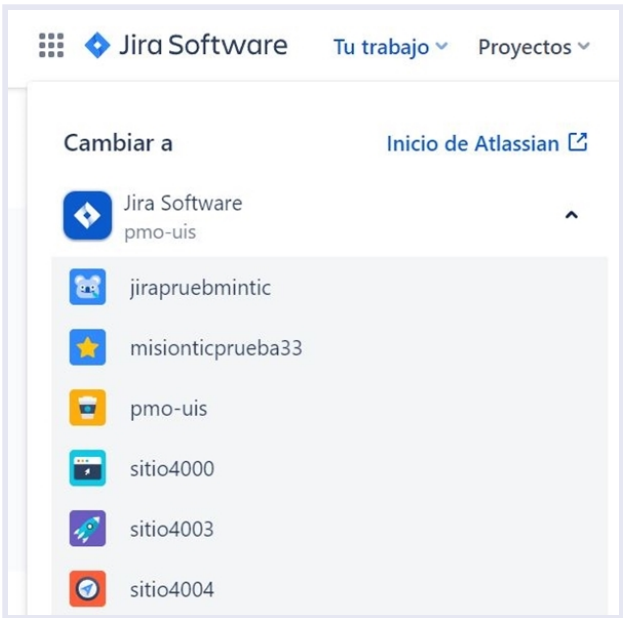 Jira Software Tu trabajo Proyectos
Cambiar a Inicio de Atlassian
Jira Software
pmo-uis
jirapruebmintic
misionticprueba33
pmo-uis
sitio4000
sitio4003
sitio4004